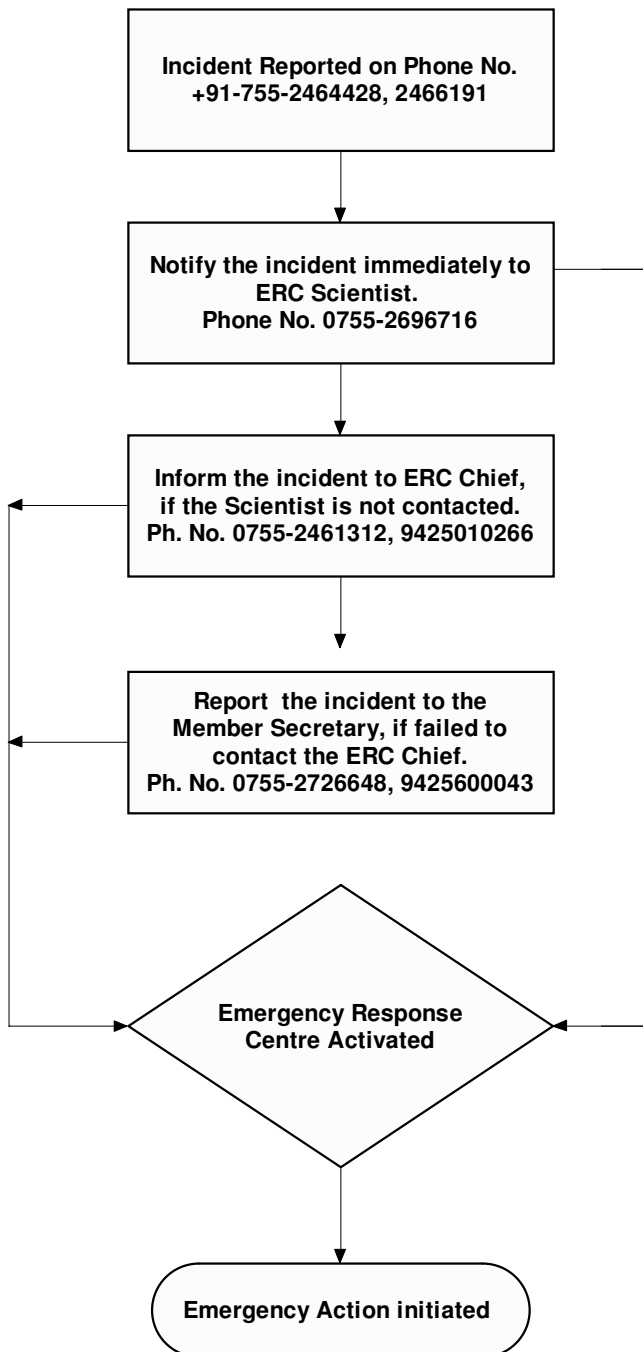 Incident Reported on Phone No.
+91-755-2464428, 2466191
Notify the incident immediately to
ERC Scientist.
Phone No. 0755-2696716
Inform the incident to ERC Chief,
if the Scientist is not contacted.
Ph. No. 0755-2461312, 9425010266
Report the incident to the
Member Secretary, if failed to
contact the ERC Chief.
Ph. No. 0755-2726648, 9425600043
Emergency Response
Centre Activated
Emergency Action initiated